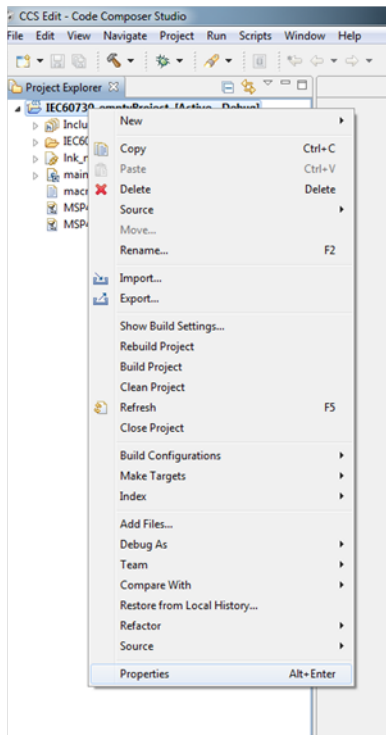 CCS Edit - Code Composer Studio
File Edit View Navigate Project Run Scripts Window Help
Project Explorer
IEC60730_emptyProject [Active - Debug]
Inclu
IEC60
lnk_n
main
macr
MSP4
MSP4
New
Copy Ctrl+C
Paste Ctrl+V
Delete Delete
Source
Move...
Rename... F2
Import...
Export...
Show Build Settings...
Rebuild Project
Build Project
Clean Project
Refresh F5
Close Project
Build Configurations
Make Targets
Index
Add Files...
Debug As
Team
Compare With
Restore from Local History...
Refactor
Source
Properties Alt+Enter